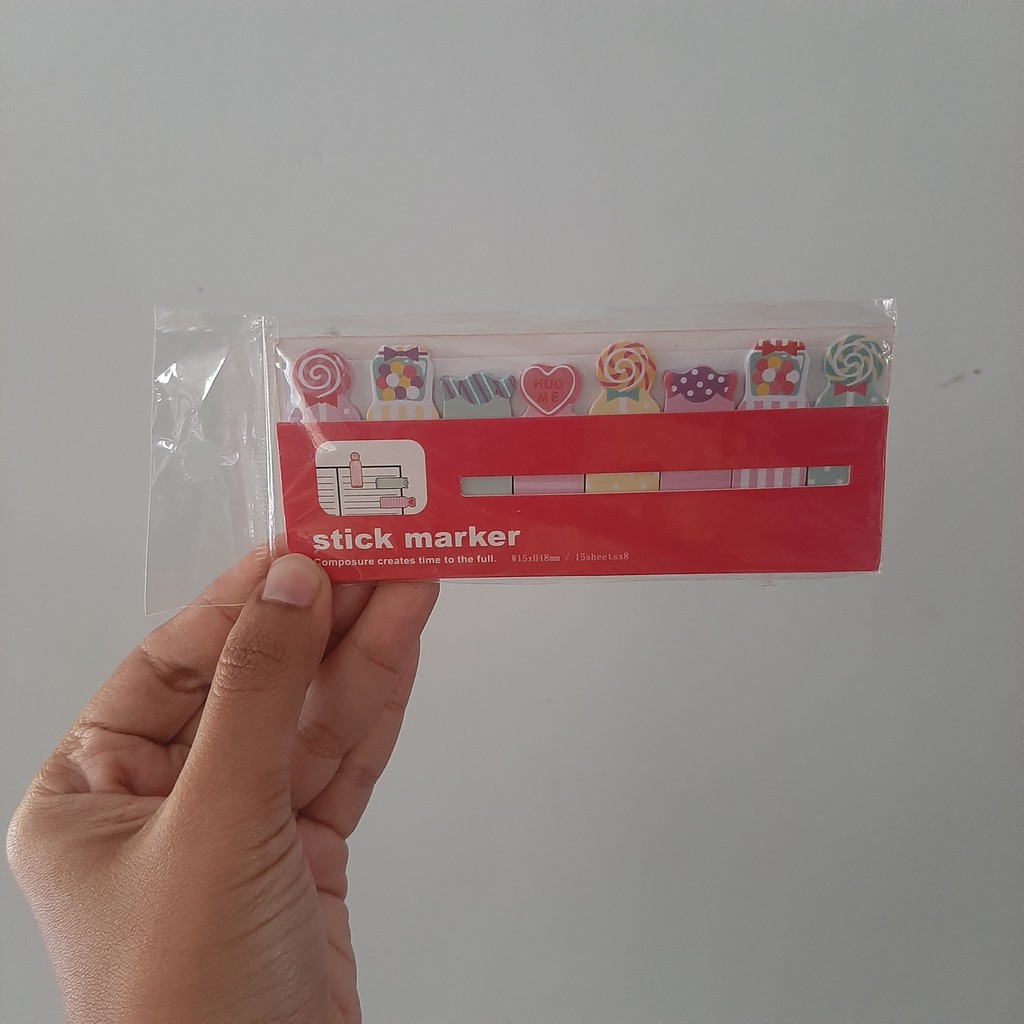 HUG
ME
stick marker
Composure creates time to the full. W15xH48mm / 15sheetsx8